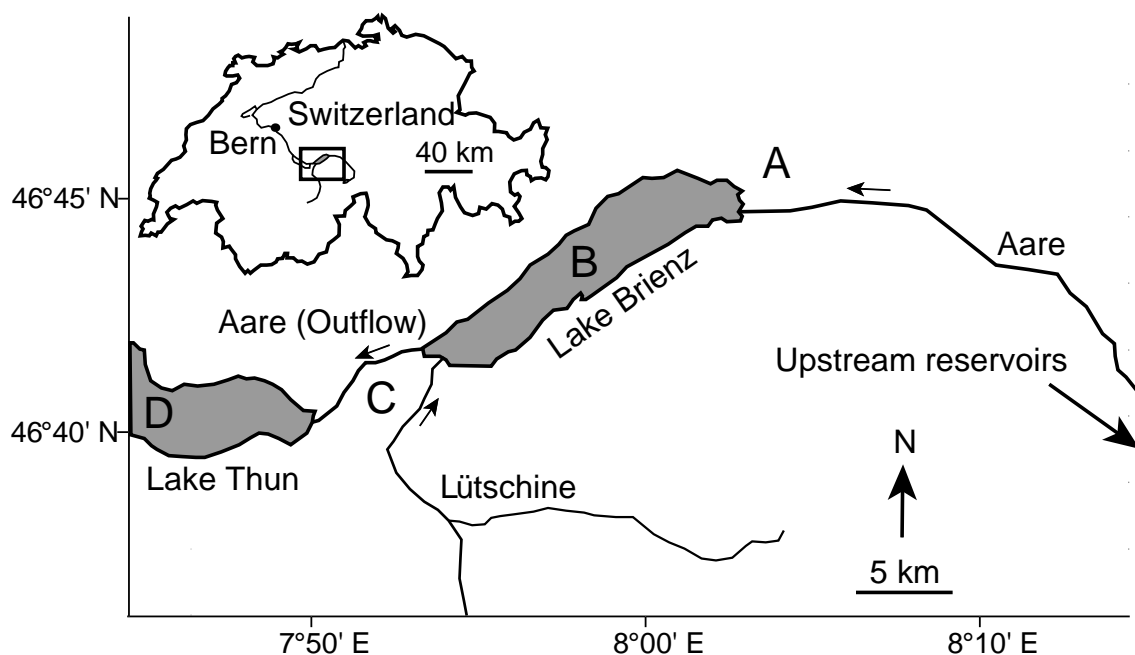 Switzerland
Bern
40 km
A
46°45' N
Aare
B
Lake Brienz
Aare (Outflow)
Upstream reservoirs
C
D
46°40' N
N
Lake Thun
Lütschine
5 km
7°50' E
8°00' E
8°10' E